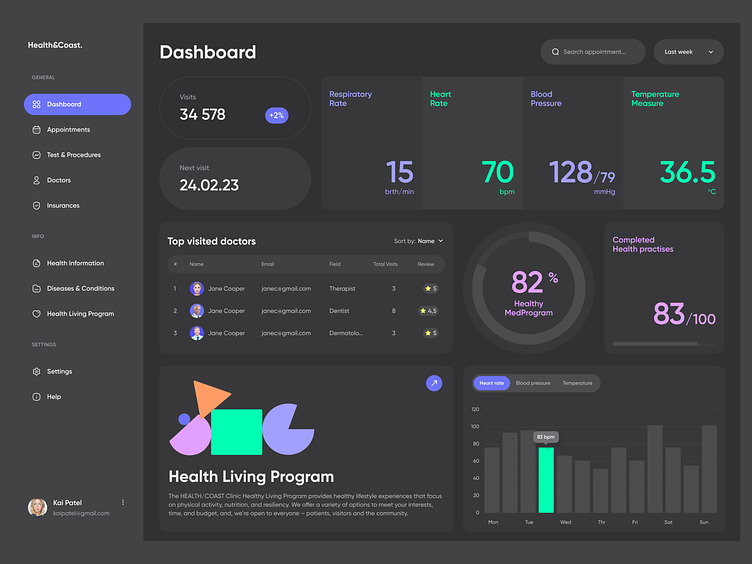 Health&Coast.
GENERAL
Dashboard
Appointments
Test & Procedures
Doctors
Insurances
INFO
Health Information
Diseases & Conditions
Health Living Program
SETTINGS
Settings
Help
Kai Patel
kaipatel@gmail.com
Dashboard
Search appointment...
Last week
Visits
34 578
+2%
Next visit
24.02.23
Respiratory
Rate
15
brth/min
Heart
Rate
70
bpm
Blood
Pressure
128/79
mmHg
Temperature
Measure
36.5
°C
Top visited doctors
Sort by: Name
# Name Email Field Total Visits Review
1 Jane Cooper janec@gmail.com Therapist 3 5
2 Jane Cooper janec@gmail.com Dentist 8 4,5
3 Jane Cooper janec@gmail.com Dermatolo... 3 5
82 %
Healthy
MedProgram
Completed
Health practises
83/100
Health Living Program
The HEALTH/COAST Clinic Healthy Living Program provides healthy lifestyle experiences that focus
on physical activity, nutrition, and resiliency. We offer a variety of options to meet your interests,
time, and budget, and, we're open to everyone – patients, visitors and the community.
Heart rate Blood pressure Temperature
120
100
80
60
40
20
0
83 bpm
Mon Tue Wed Thr Fri Sat Sun